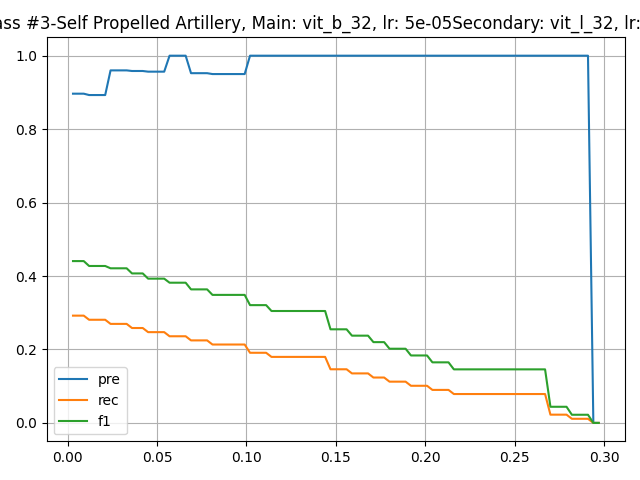 ass #3-Self Propelled Artillery, Main: vit_b_32, lr: 5e-05Secondary: vit_l_32, lr:
1.0
0.8
0.6
0.4
0.2
0.0
pre
rec
f1
0.00 0.05 0.10 0.15 0.20 0.25 0.30